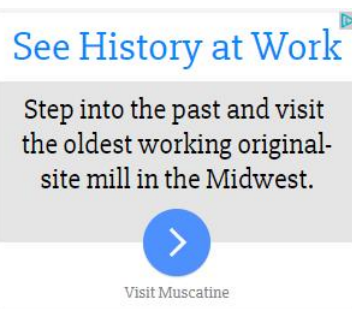 See History at Work
Step into the past and visit
the oldest working original-
site mill in the Midwest.
Visit Muscatine